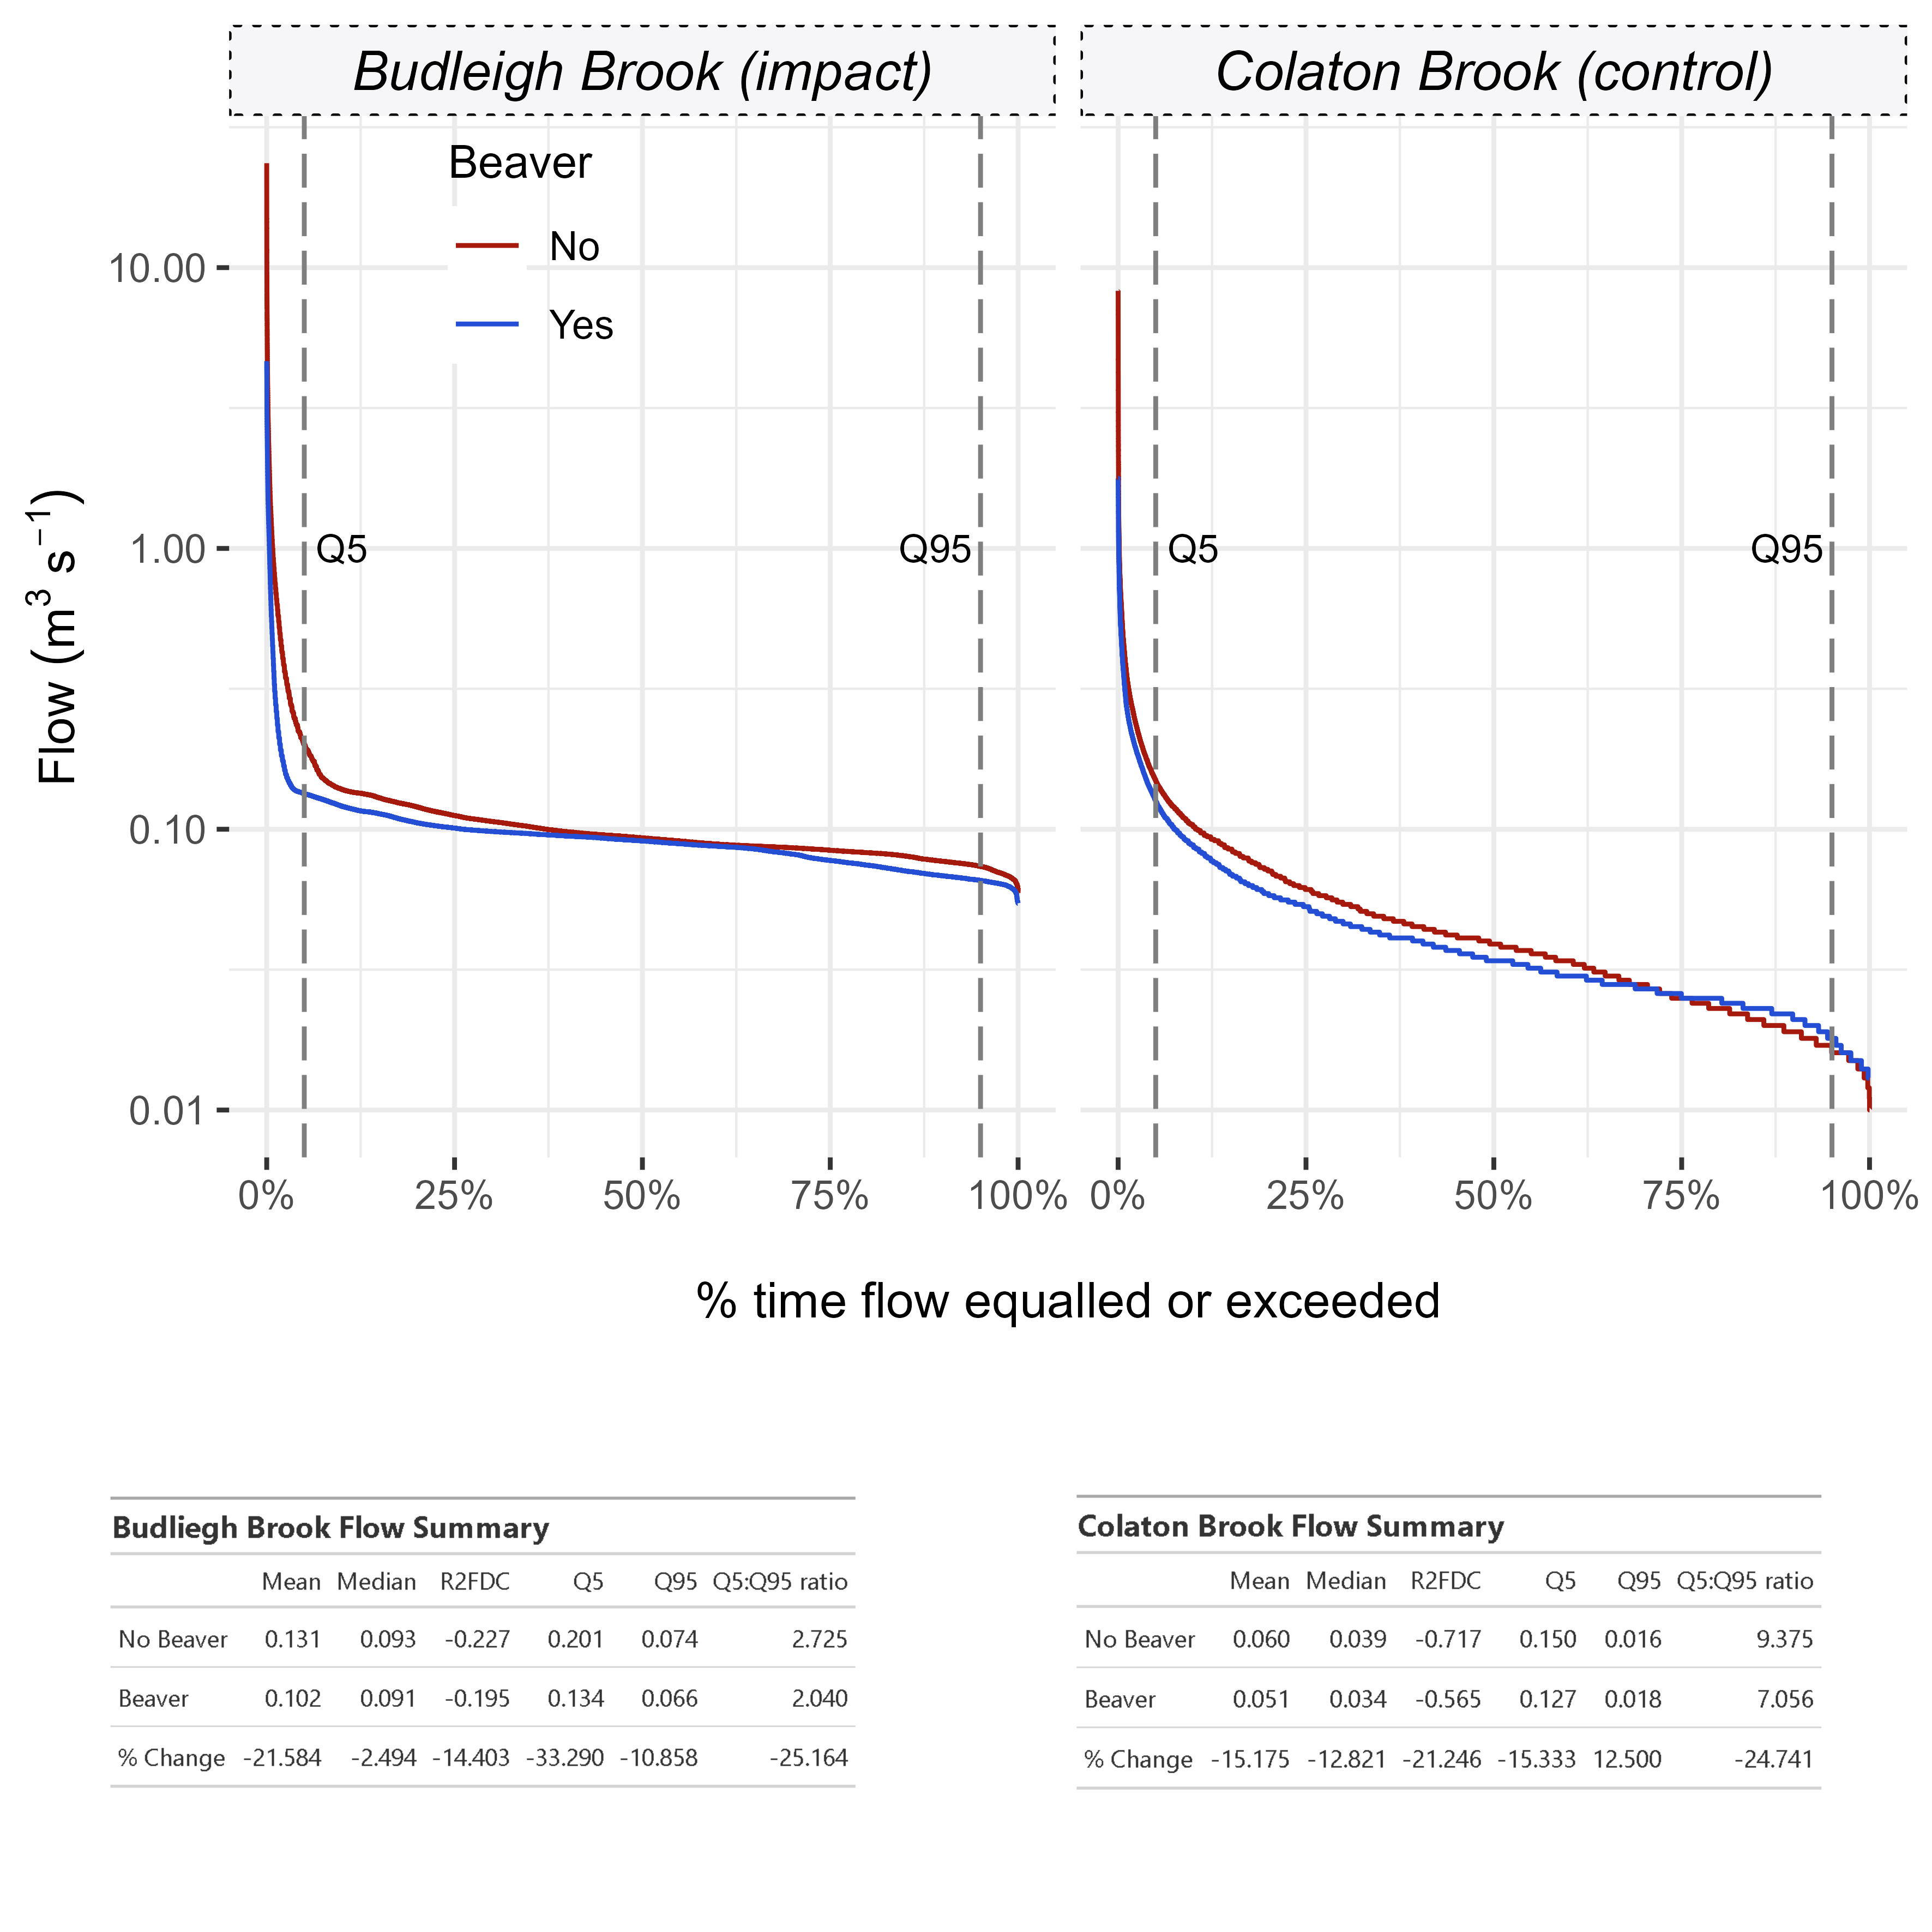 Budleigh Brook (impact)
Colaton Brook (control)
Beaver
No
Yes
10.00
1.00
0.10
0.01
Flow (m³ s⁻¹)
Q5
Q95
Q5
Q95
0% 25% 50% 75% 100%
0% 25% 50% 75% 100%
% time flow equalled or exceeded
Budliegh Brook Flow Summary
Mean Median R2FDC Q5 Q95 Q5:Q95 ratio
No Beaver 0.131 0.093 -0.227 0.201 0.074 2.725
Beaver 0.102 0.091 -0.195 0.134 0.066 2.040
% Change -21.584 -2.494 -14.403 -33.290 -10.858 -25.164
Colaton Brook Flow Summary
Mean Median R2FDC Q5 Q95 Q5:Q95 ratio
No Beaver 0.060 0.039 -0.717 0.150 0.016 9.375
Beaver 0.051 0.034 -0.565 0.127 0.018 7.056
% Change -15.175 -12.821 -21.246 -15.333 12.500 -24.741